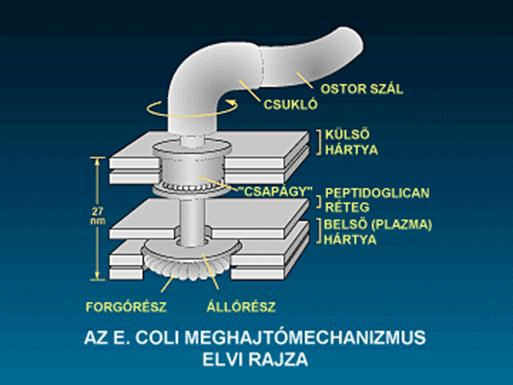 OSTOR SZÁL
CSUKLÓ
KÜLSŐ
HÁRTYA
"CSAPÁGY"
PEPTIDOGLICAN
RÉTEG
27
nm
BELSŐ (PLAZMA)
HÁRTYA
FORGÓRÉSZ
ÁLLÓRÉSZ
AZ E. COLI MEGHAJTÓMECHANIZMUS
ELVI RAJZA